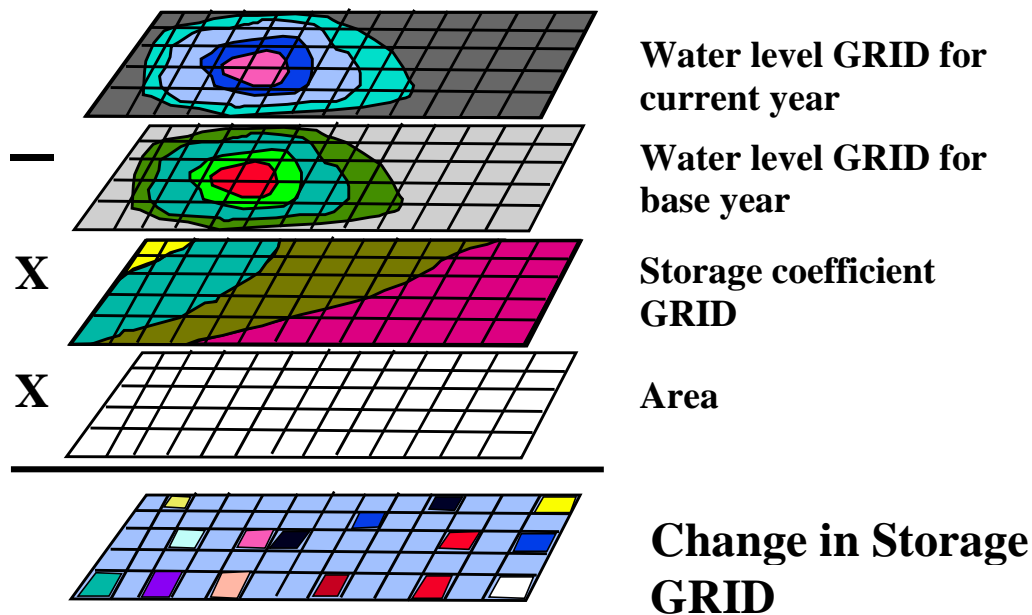 Water level GRID for
current year
—
Water level GRID for
base year
X
Storage coefficient
GRID
X
Area
Change in Storage
GRID